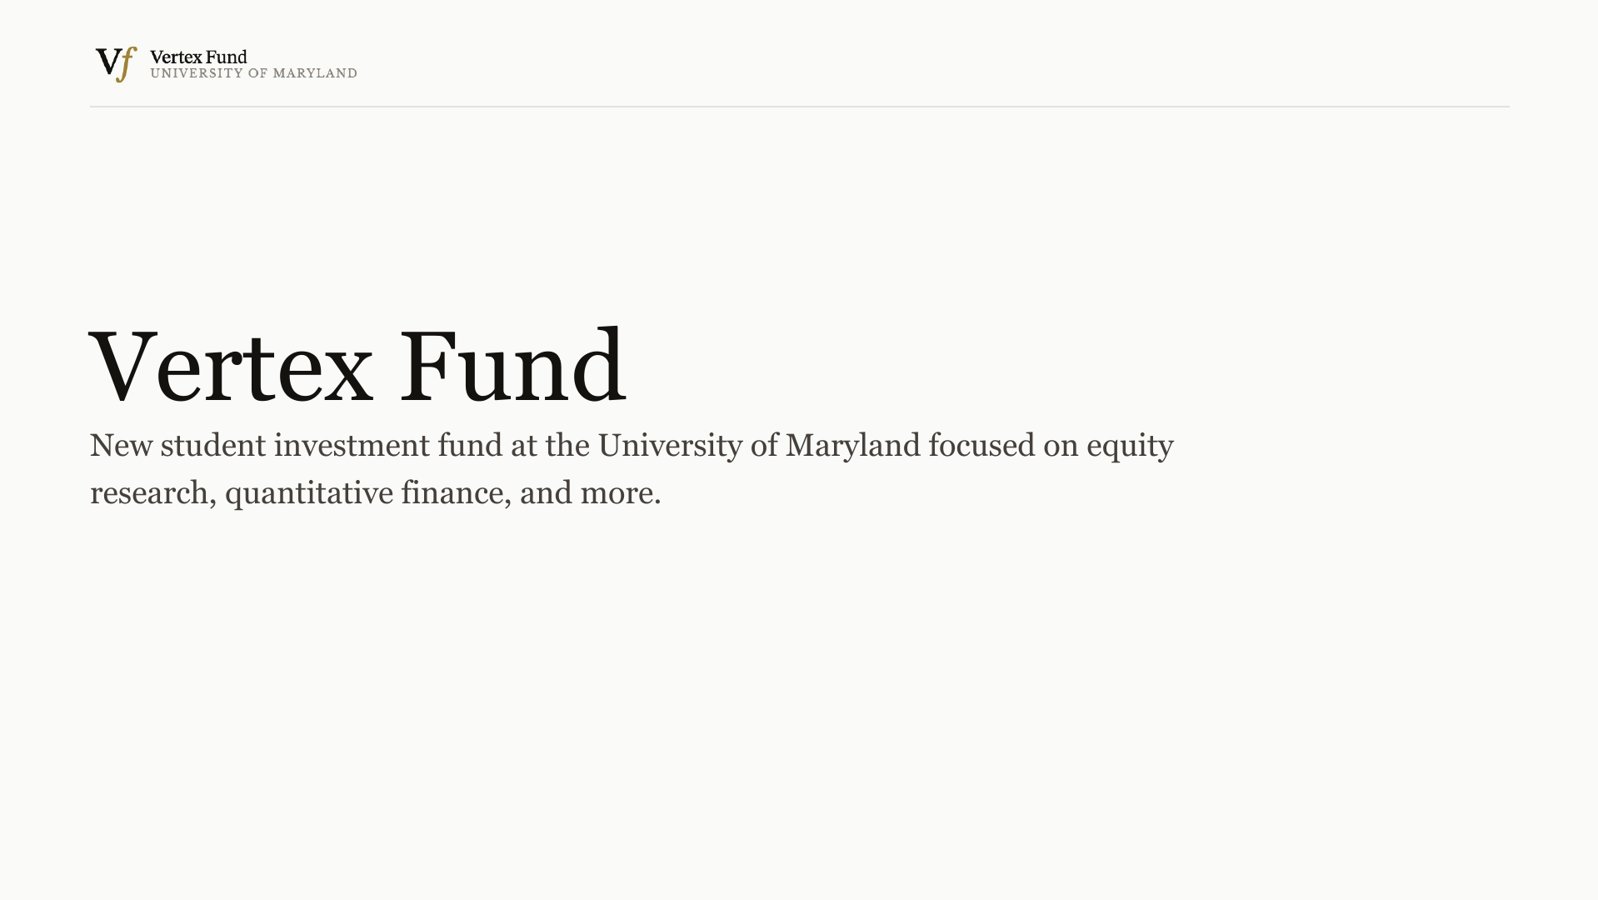 Vf
Vertex Fund
UNIVERSITY OF MARYLAND
Vertex Fund
New student investment fund at the University of Maryland focused on equity
research, quantitative finance, and more.